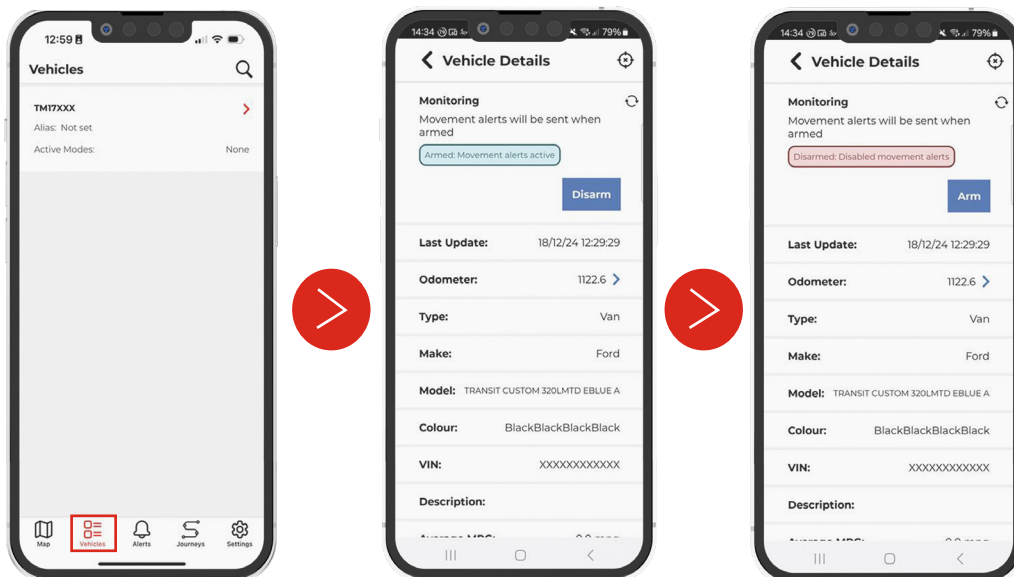 12:59
Vehicles
TM17XXX
Alias: Not set
Active Modes: None
Map
Vehicles
Alerts
Journeys
Settings
14:34 79%
Vehicle Details
Monitoring
Movement alerts will be sent when
armed
Armed: Movement alerts active
Disarm
Last Update: 18/12/24 12:29:29
Odometer: 1122.6
Type: Van
Make: Ford
Model: TRANSIT CUSTOM 320LMTD EBLUE A
Colour: BlackBlackBlackBlack
VIN: XXXXXXXXXXXX
Description:
14:34 79%
Vehicle Details
Monitoring
Movement alerts will be sent when
armed
Disarmed: Disabled movement alerts
Arm
Last Update: 18/12/24 12:29:29
Odometer: 1122.6
Type: Van
Make: Ford
Model: TRANSIT CUSTOM 320LMTD EBLUE A
Colour: BlackBlackBlackBlack
VIN: XXXXXXXXXXXX
Description: